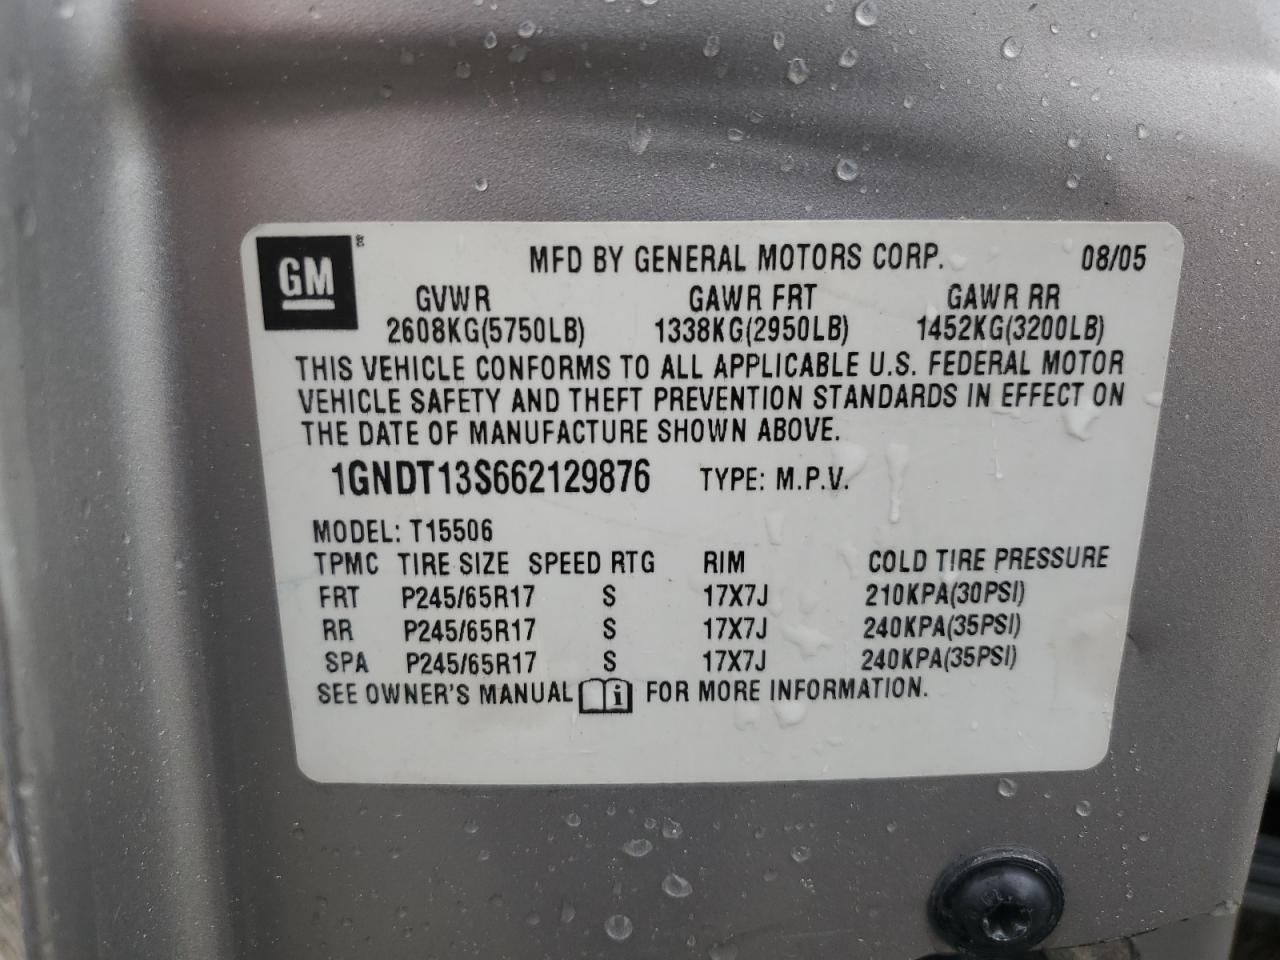 GM ®
MFD BY GENERAL MOTORS CORP. 08/05
GVWR GAWR FRT GAWR RR
2608KG(5750LB) 1338KG(2950LB) 1452KG(3200LB)
THIS VEHICLE CONFORMS TO ALL APPLICABLE U.S. FEDERAL MOTOR
VEHICLE SAFETY AND THEFT PREVENTION STANDARDS IN EFFECT ON
THE DATE OF MANUFACTURE SHOWN ABOVE.
1GNDT13S662129876 TYPE: M.P.V.
MODEL: T15506
TPMC TIRE SIZE SPEED RTG RIM COLD TIRE PRESSURE
FRT P245/65R17 S 17X7J 210KPA(30PSI)
RR P245/65R17 S 17X7J 240KPA(35PSI)
SPA P245/65R17 S 17X7J 240KPA(35PSI)
SEE OWNER'S MANUAL i FOR MORE INFORMATION.